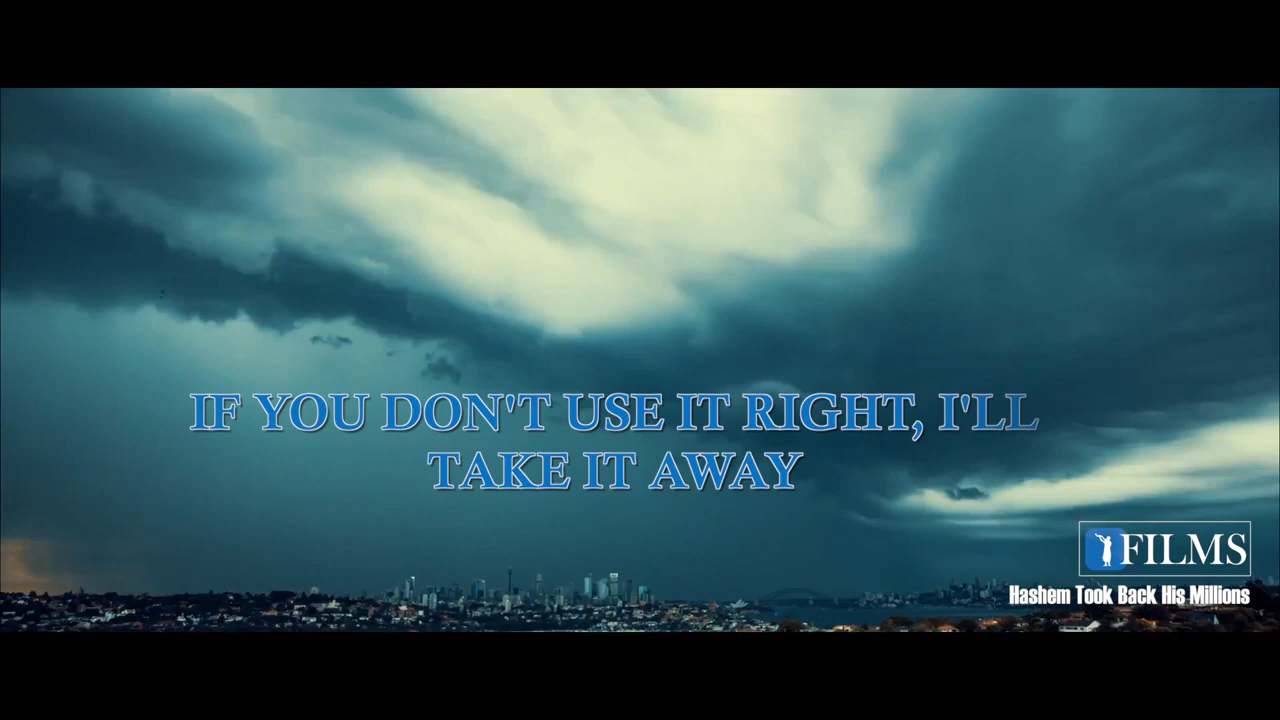 IF YOU DON'T USE IT RIGHT, I'LL
TAKE IT AWAY
FILMS
Hashem Took Back His Millions